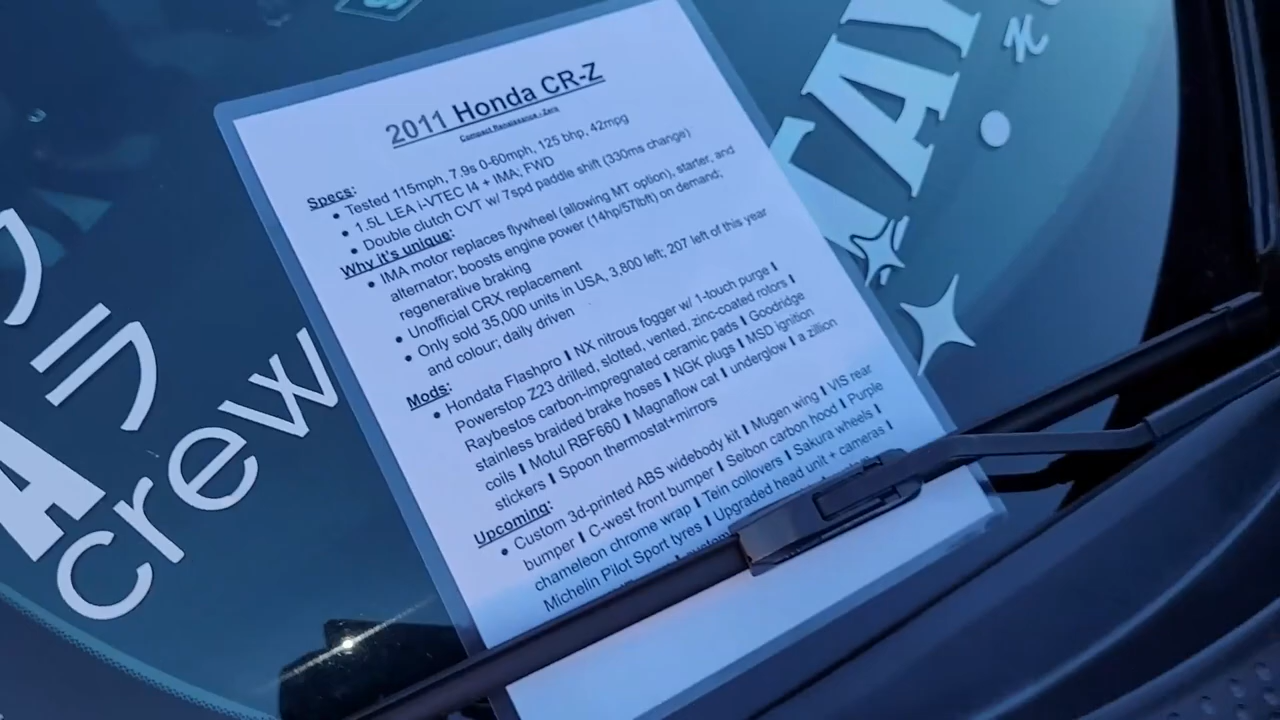 2011 Honda CR-Z
Compact Renaissance - Zero
Specs:
• Tested 115mph, 7.9s 0-60mph, 125 bhp, 42mpg
• 1.5L LEA i-VTEC I4 + IMA; FWD
• Double clutch CVT w/ 7spd paddle shift (330ms change)
Why it's unique:
• IMA motor replaces flywheel (allowing MT option), starter, and
alternator; boosts engine power (14hp/57lbft) on demand;
regenerative braking
• Unofficial CRX replacement
• Only sold 35,000 units in USA, 3,800 left; 207 left of this year
and colour; daily driven
Mods:
• Hondata Flashpro | NX nitrous fogger w/ 1-touch purge |
Powerstop Z23 drilled, slotted, vented, zinc-coated rotors |
Raybestos carbon-impregnated ceramic pads | Goodridge
stainless braided brake hoses | NGK plugs | MSD ignition
coils | Motul RBF660 | Magnaflow cat | underglow | a zillion
stickers | Spoon thermostat+mirrors
Upcoming:
• Custom 3d-printed ABS widebody kit | Mugen wing | VIS rear
bumper | C-west front bumper | Seibon carbon hood | Purple
chameleon chrome wrap | Tein coilovers | Sakura wheels |
Michelin Pilot Sport tyres | Upgraded head unit + cameras |
crew